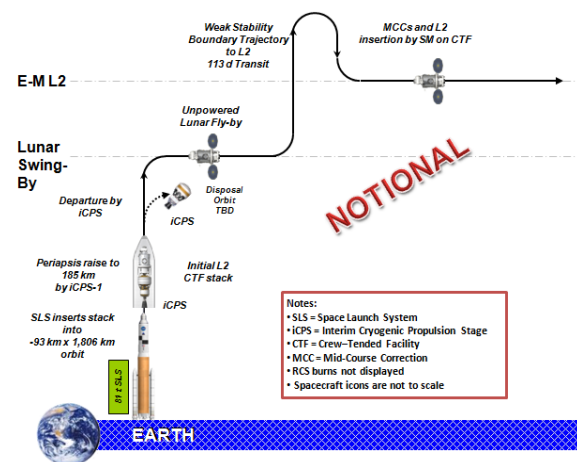 Weak Stability
Boundary Trajectory
to L2
113 d Transit
MCCs and L2
insertion by SM on CTF
E-M L2
Unpowered
Lunar Fly-by
Lunar
Swing-
By
NOTIONAL
Disposal
Orbit
TBD
Departure by
iCPS
iCPS
Periapsis raise to
185 km
by iCPS-1
Initial L2
CTF stack
iCPS
SLS inserts stack
into
-93 km x 1,806 km
orbit
81 t SLS
Notes:
• SLS = Space Launch System
• iCPS = Interim Cryogenic Propulsion Stage
• CTF = Crew–Tended Facility
• MCC = Mid-Course Correction
• RCS burns not displayed
• Spacecraft icons are not to scale
EARTH